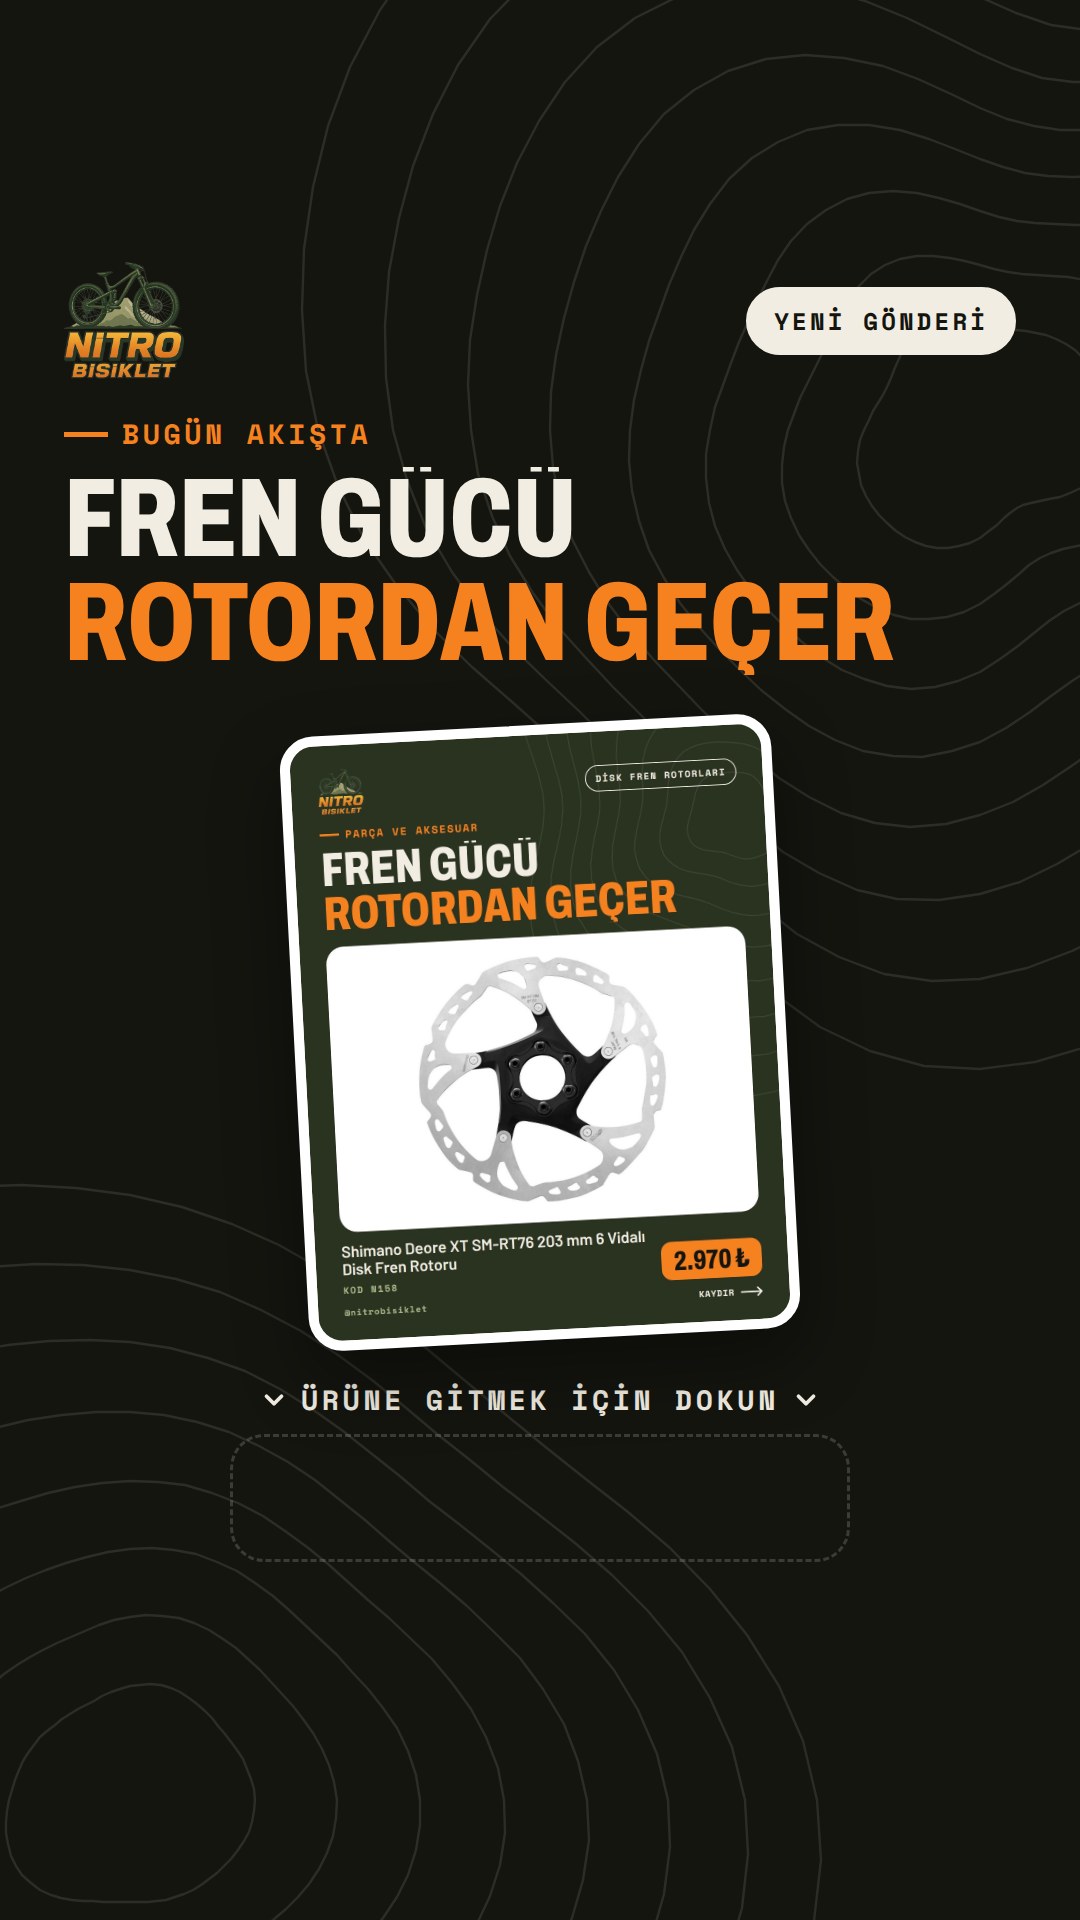 NiTRO
BiSiKLET
YENİ GÖNDERİ
BUGÜN AKIŞTA
FREN GÜCÜ
ROTORDAN GEÇER
NiTRO
BiSiKLET
DİSK FREN ROTORLARI
PARÇA VE AKSESUAR
FREN GÜCÜ
ROTORDAN GEÇER
Shimano Deore XT SM-RT76 203 mm 6 Vidalı
Disk Fren Rotoru
2.970 ₺
KOD N158
KAYDIR
@nitrobisiklet
ÜRÜNE GİTMEK İÇİN DOKUN